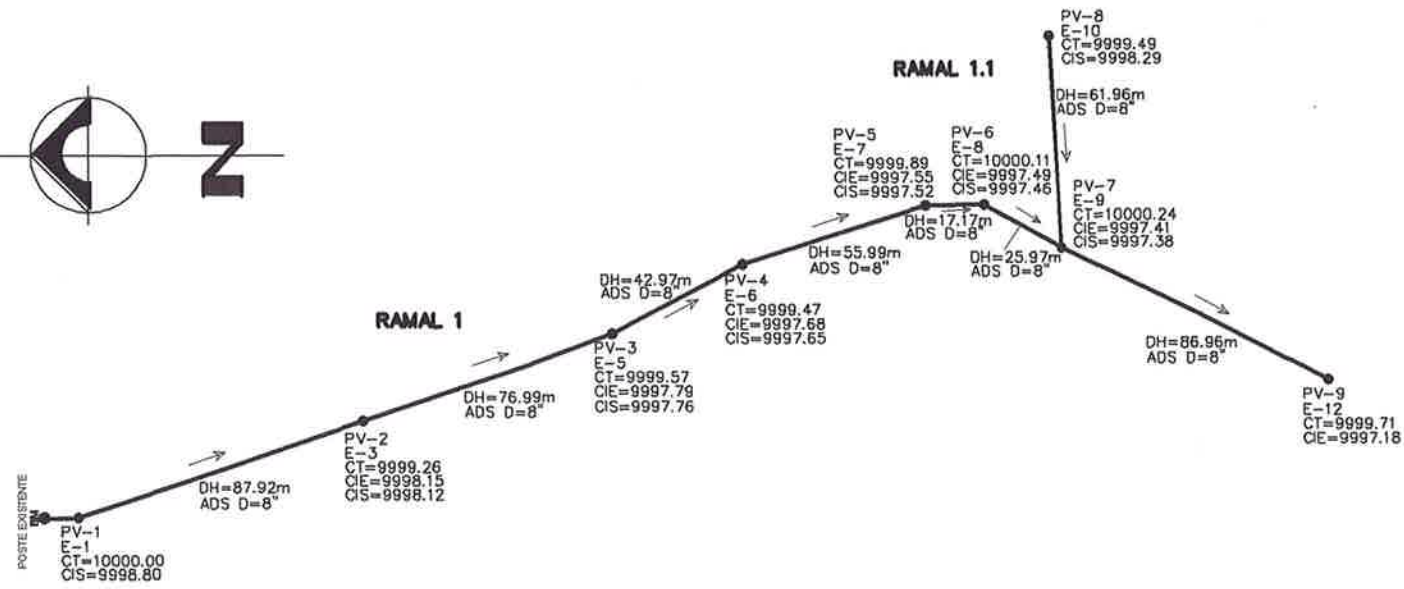 N
RAMAL 1.1
PV-8
E-10
CT=9999.49
CIS=9998.29
DH=61.96m
ADS D=8"
PV-5
E-7
CT=9999.89
CIE=9997.55
CIS=9997.52
PV-6
E-8
CT=10000.11
CIE=9997.49
CIS=9997.46
PV-7
E-9
CT=10000.24
CIE=9997.41
CIS=9997.38
DH=17.17m
ADS D=8"
DH=25.97m
ADS D=8"
DH=55.99m
ADS D=8"
DH=42.97m
ADS D=8"
PV-4
E-6
CT=9999.47
CIE=9997.68
CIS=9997.65
RAMAL 1
PV-3
E-5
CT=9999.57
CIE=9997.79
CIS=9997.76
DH=86.96m
ADS D=8"
PV-9
E-12
CT=9999.71
CIE=9997.18
DH=76.99m
ADS D=8"
PV-2
E-3
CT=9999.26
CIE=9998.15
CIS=9998.12
DH=87.92m
ADS D=8"
POSTE EXISTENTE
PV-1
E-1
CT=10000.00
CIS=9998.80